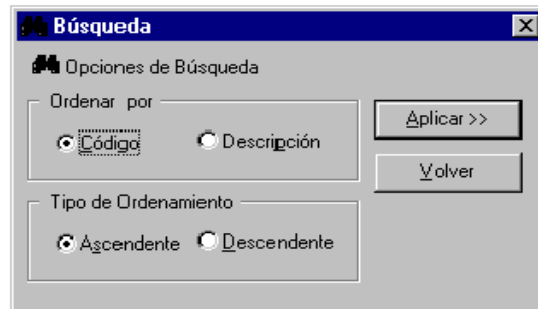 Búsqueda
Opciones de Búsqueda
Ordenar por
Código
Descripción
Aplicar >>
Volver
Tipo de Ordenamiento
Ascendente
Descendente